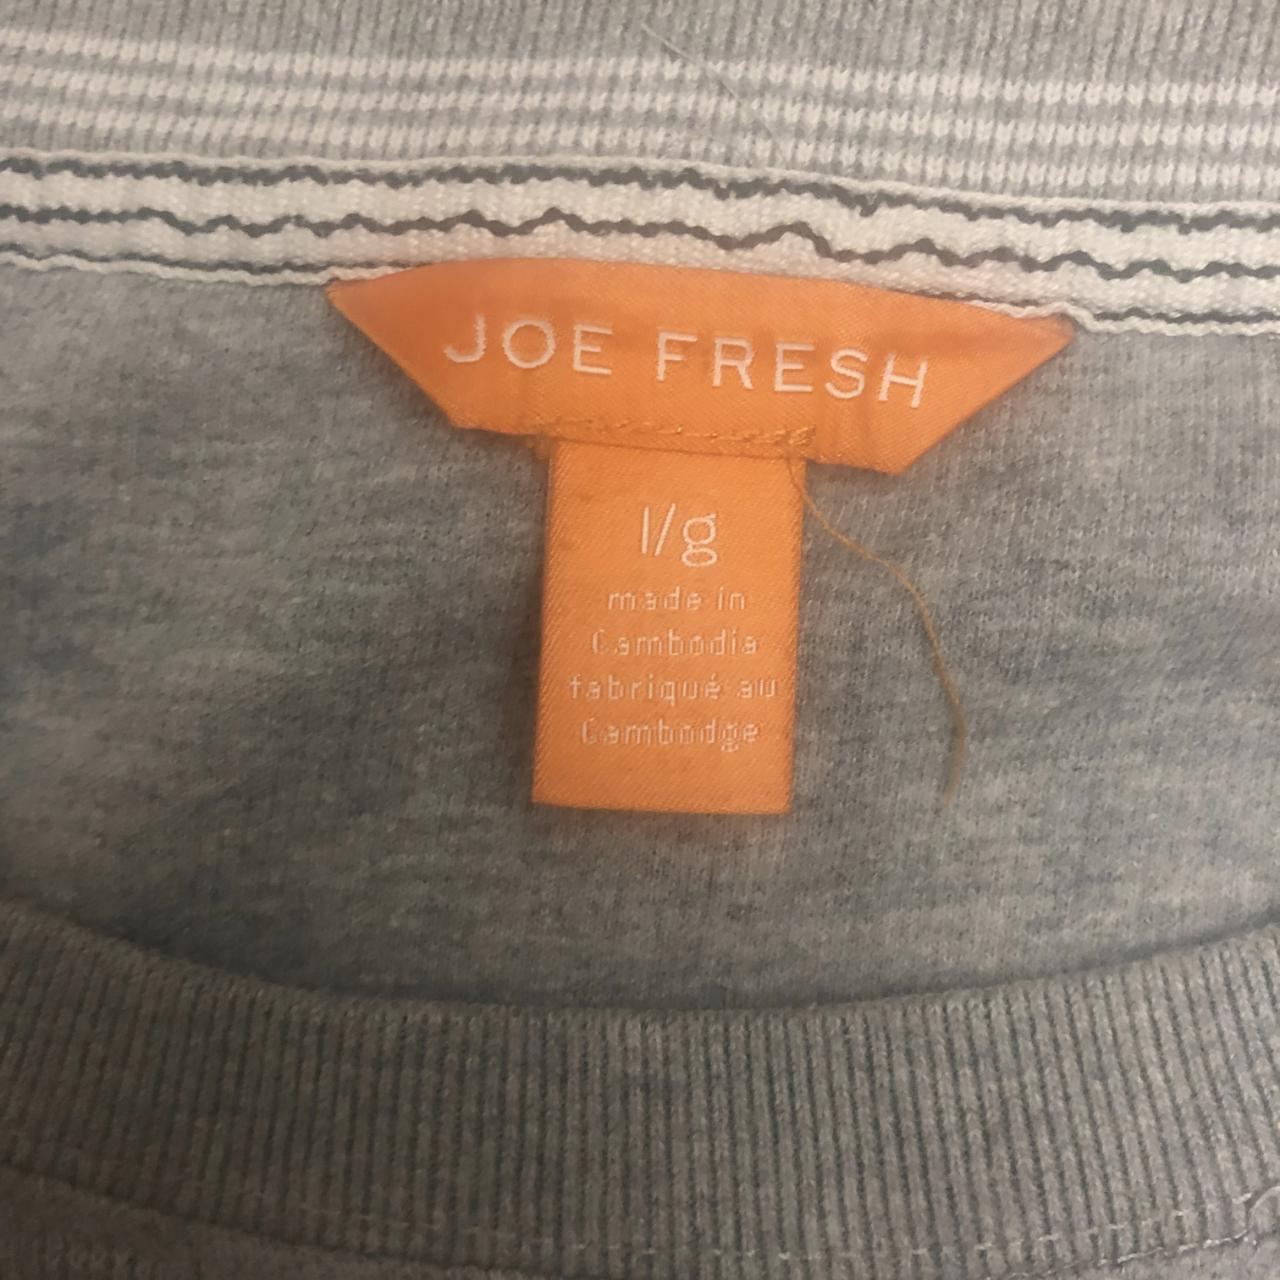 JOE FRESH
l/g
made in
Cambodia
fabriqué au
Cambodge